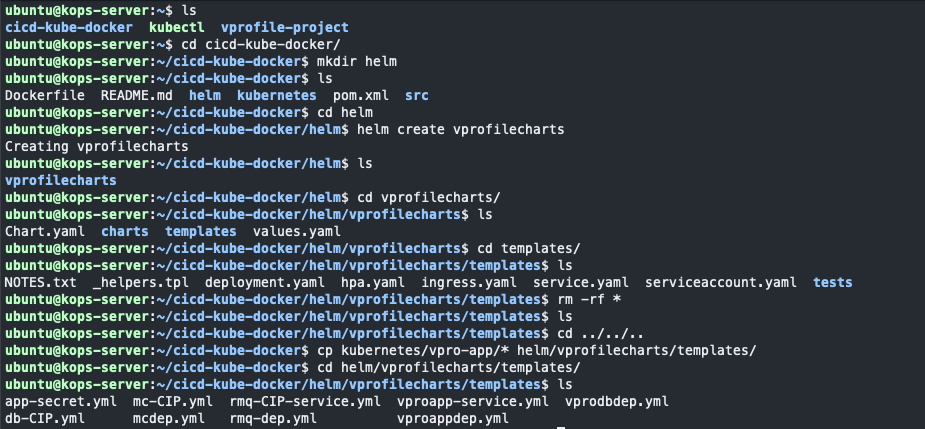 ubuntu@kops-server:~$ ls
cicd-kube-docker  kubectl  vprofile-project
ubuntu@kops-server:~$ cd cicd-kube-docker/
ubuntu@kops-server:~/cicd-kube-docker$ mkdir helm
ubuntu@kops-server:~/cicd-kube-docker$ ls
Dockerfile  README.md  helm  kubernetes  pom.xml  src
ubuntu@kops-server:~/cicd-kube-docker$ cd helm
ubuntu@kops-server:~/cicd-kube-docker/helm$ helm create vprofilecharts
Creating vprofilecharts
ubuntu@kops-server:~/cicd-kube-docker/helm$ ls
vprofilecharts
ubuntu@kops-server:~/cicd-kube-docker/helm$ cd vprofilecharts/
ubuntu@kops-server:~/cicd-kube-docker/helm/vprofilecharts$ ls
Chart.yaml  charts  templates  values.yaml
ubuntu@kops-server:~/cicd-kube-docker/helm/vprofilecharts$ cd templates/
ubuntu@kops-server:~/cicd-kube-docker/helm/vprofilecharts/templates$ ls
NOTES.txt  _helpers.tpl  deployment.yaml  hpa.yaml  ingress.yaml  service.yaml  serviceaccount.yaml  tests
ubuntu@kops-server:~/cicd-kube-docker/helm/vprofilecharts/templates$ rm -rf *
ubuntu@kops-server:~/cicd-kube-docker/helm/vprofilecharts/templates$ ls
ubuntu@kops-server:~/cicd-kube-docker/helm/vprofilecharts/templates$ cd ../../..
ubuntu@kops-server:~/cicd-kube-docker$ cp kubernetes/vpro-app/* helm/vprofilecharts/templates/
ubuntu@kops-server:~/cicd-kube-docker$ cd helm/vprofilecharts/templates/
ubuntu@kops-server:~/cicd-kube-docker/helm/vprofilecharts/templates$ ls
app-secret.yml  mc-CIP.yml  rmq-CIP-service.yml  vproapp-service.yml  vprodbdep.yml
db-CIP.yml      mcdep.yml   rmq-dep.yml          vproappdep.yml